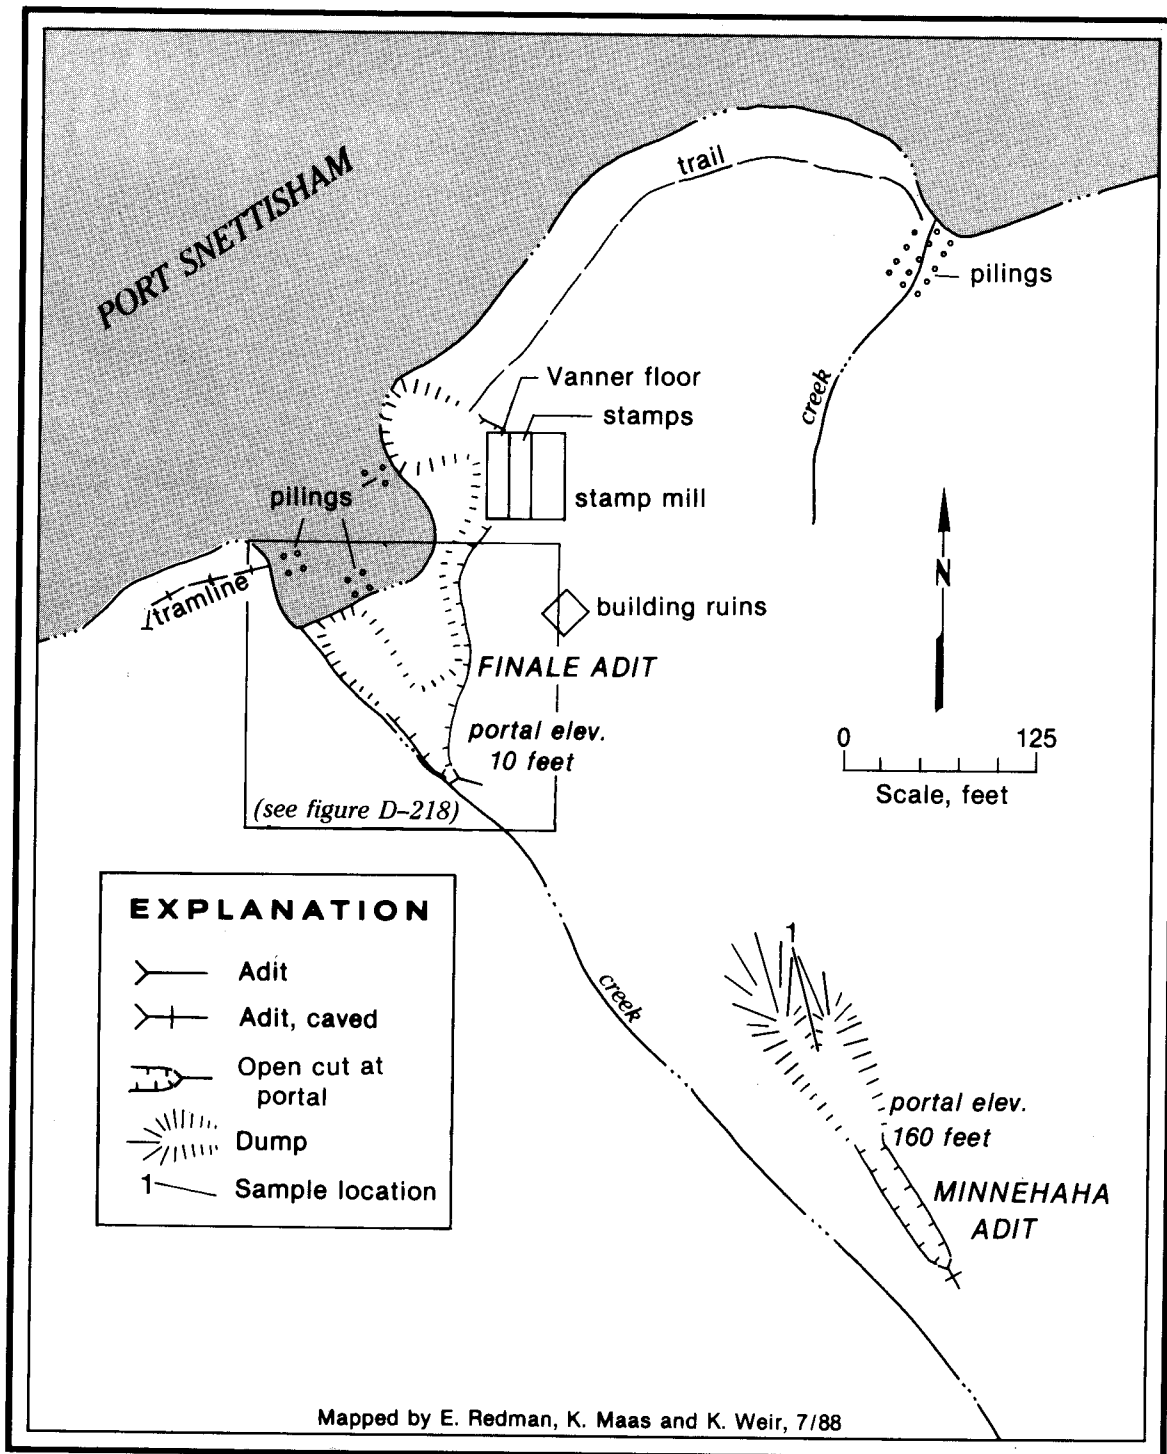 PORT SNETTISHAM
trail
pilings
Vanner floor
stamps
creek
pilings
stamp mill
N
tramline
building ruins
FINALE ADIT
portal elev.
10 feet
0 125
Scale, feet
(see figure D-218)
EXPLANATION
Adit
Adit, caved
Open cut at
portal
Dump
1 Sample location
1
creek
portal elev.
160 feet
MINNEHAHA
ADIT
Mapped by E. Redman, K. Maas and K. Weir, 7/88